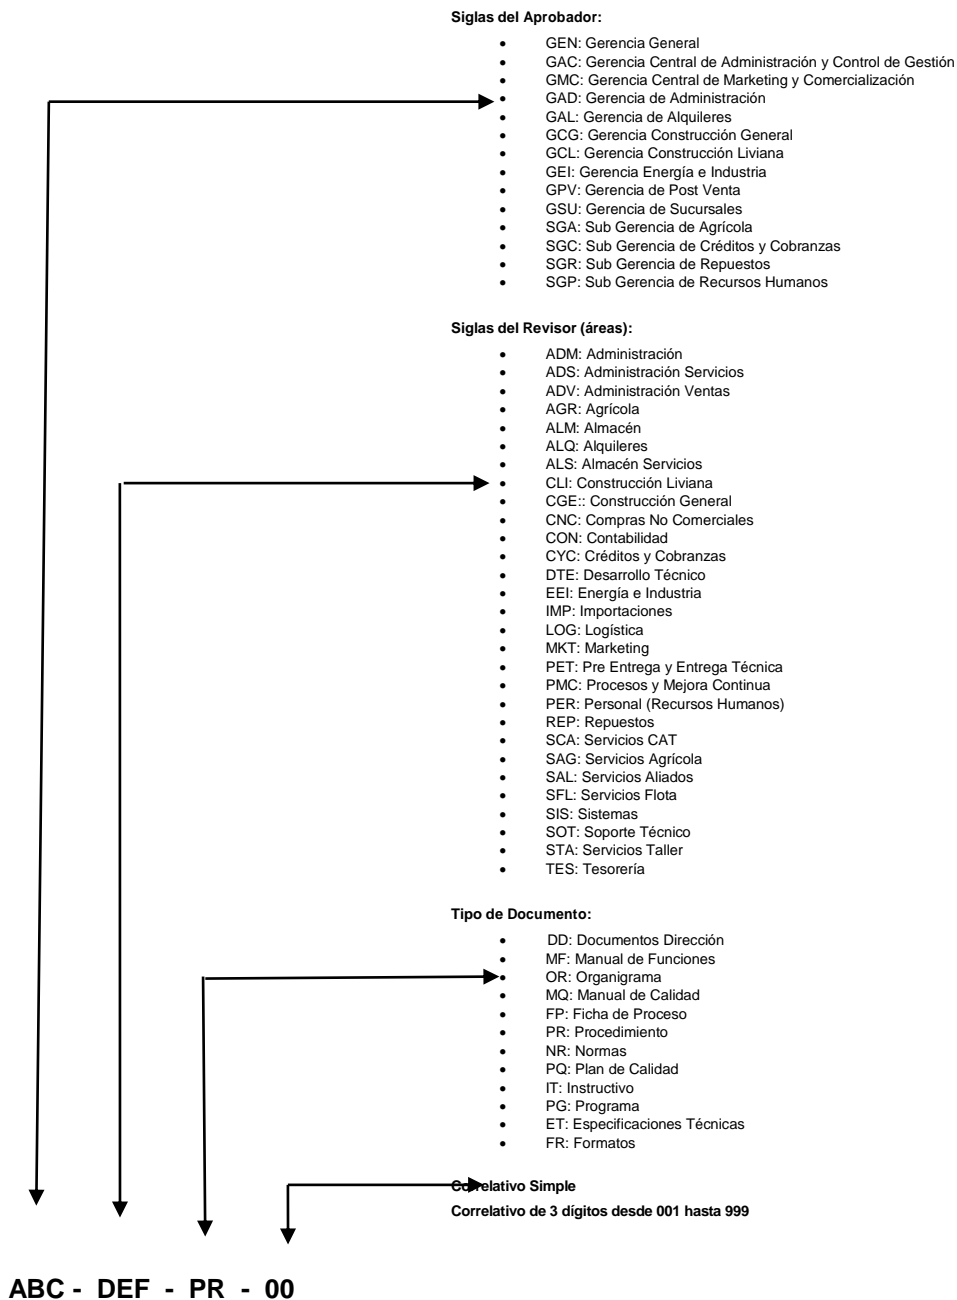 Siglas del Aprobador:
• GEN: Gerencia General
• GAC: Gerencia Central de Administración y Control de Gestión
• GMC: Gerencia Central de Marketing y Comercialización
• GAD: Gerencia de Administración
• GAL: Gerencia de Alquileres
• GCG: Gerencia Construcción General
• GCL: Gerencia Construcción Liviana
• GEI: Gerencia Energía e Industria
• GPV: Gerencia de Post Venta
• GSU: Gerencia de Sucursales
• SGA: Sub Gerencia de Agrícola
• SGC: Sub Gerencia de Créditos y Cobranzas
• SGR: Sub Gerencia de Repuestos
• SGP: Sub Gerencia de Recursos Humanos
Siglas del Revisor (áreas):
• ADM: Administración
• ADS: Administración Servicios
• ADV: Administración Ventas
• AGR: Agrícola
• ALM: Almacén
• ALQ: Alquileres
• ALS: Almacén Servicios
• CLI: Construcción Liviana
• CGE:: Construcción General
• CNC: Compras No Comerciales
• CON: Contabilidad
• CYC: Créditos y Cobranzas
• DTE: Desarrollo Técnico
• EEI: Energía e Industria
• IMP: Importaciones
• LOG: Logística
• MKT: Marketing
• PET: Pre Entrega y Entrega Técnica
• PMC: Procesos y Mejora Continua
• PER: Personal (Recursos Humanos)
• REP: Repuestos
• SCA: Servicios CAT
• SAG: Servicios Agrícola
• SAL: Servicios Aliados
• SFL: Servicios Flota
• SIS: Sistemas
• SOT: Soporte Técnico
• STA: Servicios Taller
• TES: Tesorería
Tipo de Documento:
• DD: Documentos Dirección
• MF: Manual de Funciones
• OR: Organigrama
• MQ: Manual de Calidad
• FP: Ficha de Proceso
• PR: Procedimiento
• NR: Normas
• PQ: Plan de Calidad
• IT: Instructivo
• PG: Programa
• ET: Especificaciones Técnicas
• FR: Formatos
Correlativo Simple
Correlativo de 3 dígitos desde 001 hasta 999
ABC - DEF - PR - 00